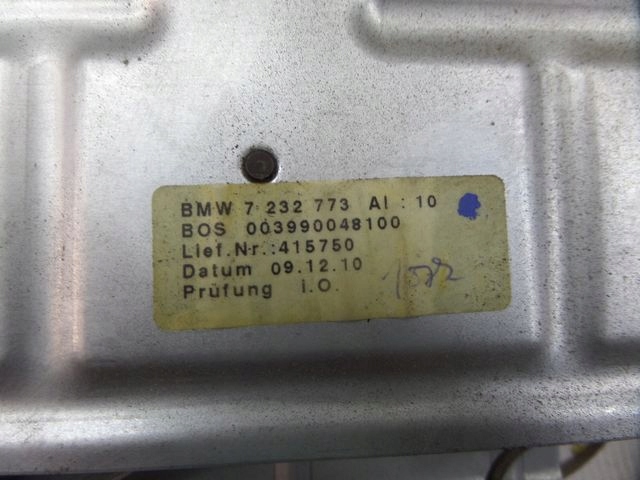 BMW 7 232 773 AI : 10
BOS 003990048100
Lief.Nr.:415750
Datum 09.12.10
Prüfung i.O.